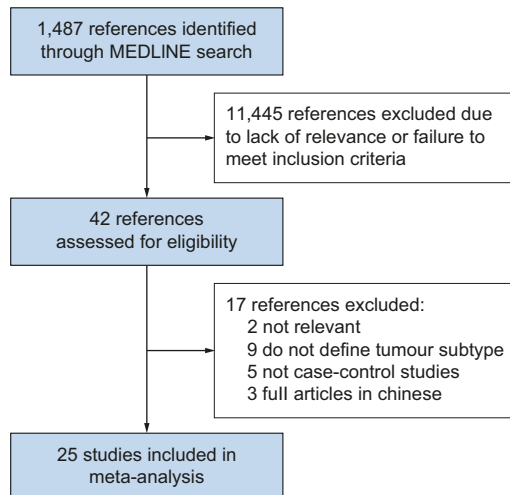 1,487 references identified
through MEDLINE search
11,445 references excluded due
to lack of relevance or failure to
meet inclusion criteria
42 references
assessed for eligibility
17 references excluded:
2 not relevant
9 do not define tumour subtype
5 not case-control studies
3 full articles in chinese
25 studies included in
meta-analysis